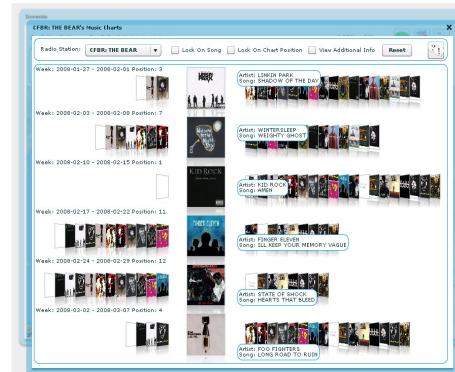 CFBR: THE BEAR's Music Charts
Radio Station: CFBR: THE BEAR Lock On Song Lock On Chart Position View Additional Info Reset ?!
Week: 2008-01-27 - 2008-02-01 Position: 3
Artist: LINKIN PARK
Song: SHADOW OF THE DAY
Week: 2008-02-03 - 2008-02-08 Position: 7
Artist: WINTERSLEEP
Song: WEIGHTY GHOST
Week: 2008-02-10 - 2008-02-15 Position: 1
KID ROCK
Artist: KID ROCK
Song: AMEN
Week: 2008-02-17 - 2008-02-22 Position: 11
FINGER ELEVEN
Artist: FINGER ELEVEN
Song: ILL KEEP YOUR MEMORY VAGUE
Week: 2008-02-24 - 2008-02-29 Position: 12
Artist: STATE OF SHOCK
Song: HEARTS THAT BLEED
Week: 2008-03-02 - 2008-03-07 Position: 4
Artist: FOO FIGHTERS
Song: LONG ROAD TO RUIN